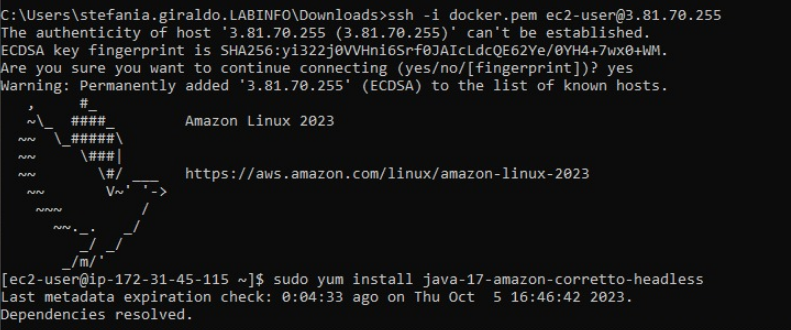 C:\Users\stefania.giraldo.LABINFO\Downloads>ssh -i docker.pem ec2-user@3.81.70.255
The authenticity of host '3.81.70.255 (3.81.70.255)' can't be established.
ECDSA key fingerprint is SHA256:yi322j0VVHni6Srf0JAIcLdcQE62Ye/0YH4+7wx0+WM.
Are you sure you want to continue connecting (yes/no/[fingerprint])? yes
Warning: Permanently added '3.81.70.255' (ECDSA) to the list of known hosts.
   ,     #_
   ~\_  ####_        Amazon Linux 2023
  ~~  \_#####\
  ~~     \###|
  ~~       \#/ ___   https://aws.amazon.com/linux/amazon-linux-2023
   ~~       V~' '->
    ~~~         /
      ~~._.   _/
         _/ _/
       _/m/'
[ec2-user@ip-172-31-45-115 ~]$ sudo yum install java-17-amazon-corretto-headless
Last metadata expiration check: 0:04:33 ago on Thu Oct  5 16:46:42 2023.
Dependencies resolved.